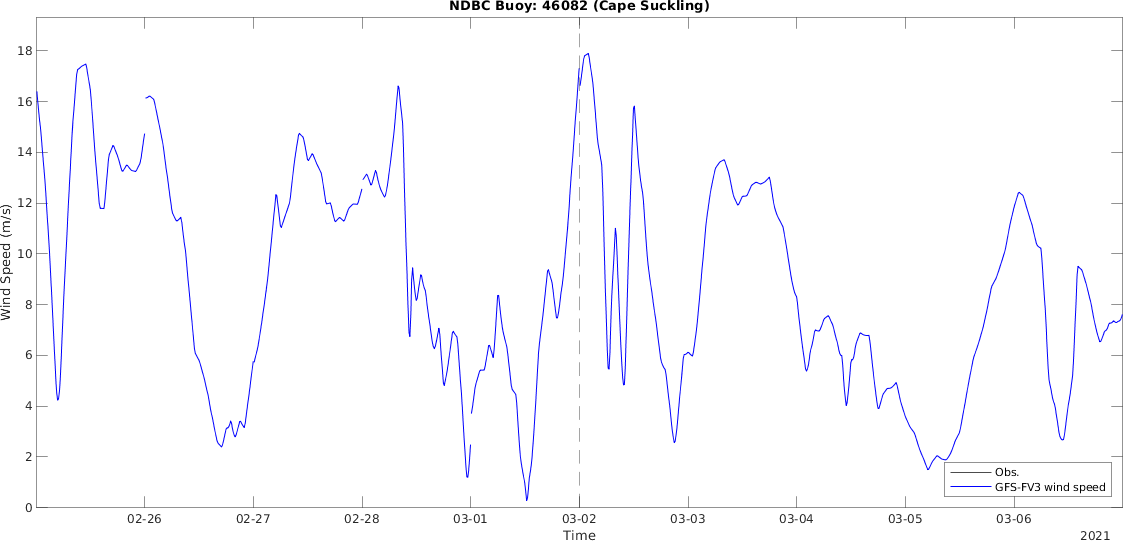 NDBC Buoy: 46082 (Cape Suckling)
Wind Speed (m/s)
18
16
14
12
10
8
6
4
2
0
Obs.
GFS-FV3 wind speed
02-26 02-27 02-28 03-01 03-02 03-03 03-04 03-05 03-06
Time
2021